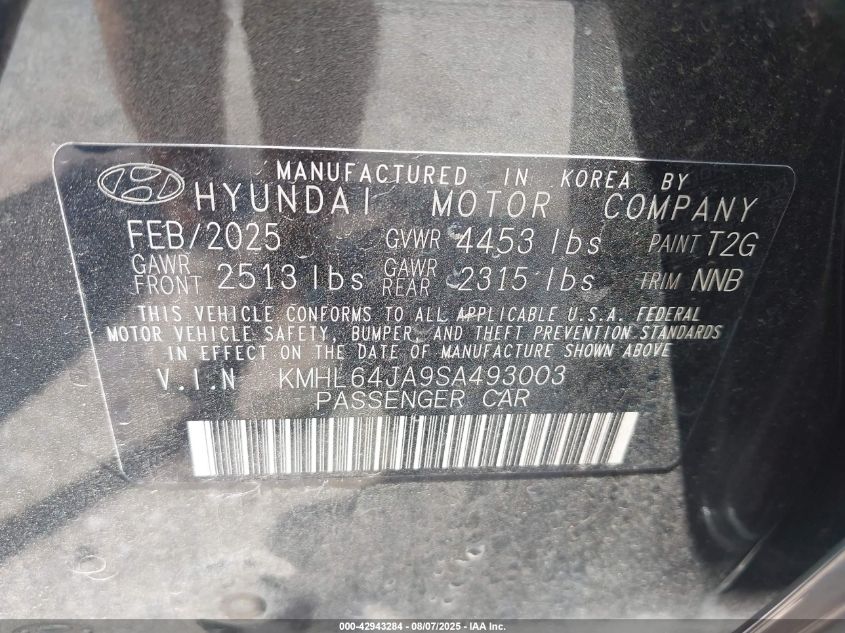 MANUFACTURED IN KOREA BY
HYUNDAI MOTOR COMPANY
FEB/2025 GVWR 4453 lbs PAINT T2G
GAWR FRONT 2513 lbs GAWR REAR 2315 lbs TRIM NNB
THIS VEHICLE CONFORMS TO ALL APPLICABLE U.S.A. FEDERAL
MOTOR VEHICLE SAFETY, BUMPER, AND THEFT PREVENTION STANDARDS
IN EFFECT ON THE DATE OF MANUFACTURE SHOWN ABOVE
V.I.N KMHL64JA9SA493003
PASSENGER CAR
000-42943284 - 08/07/2025 - IAA Inc.